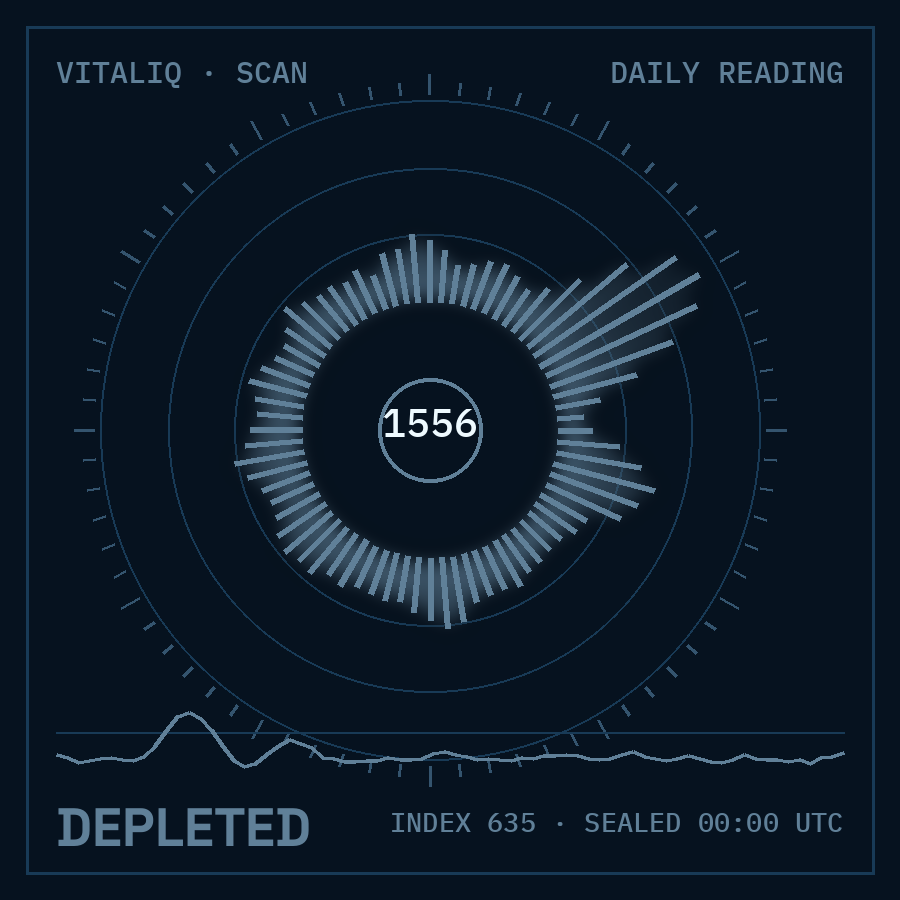 VITALIQ · SCAN
DAILY READING
1556
DEPLETED
INDEX 635 · SEALED 00:00 UTC